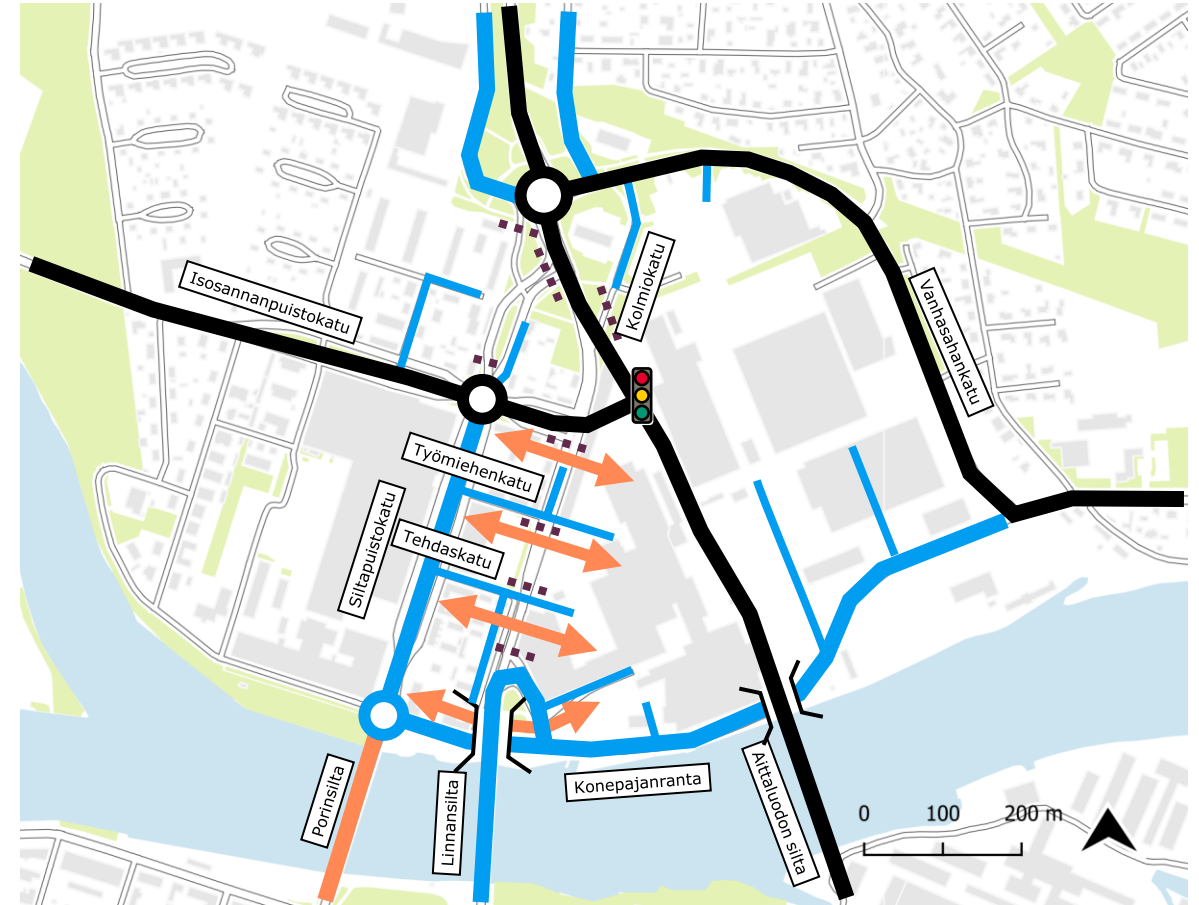 Isosannanpuistokatu
Kolmiokatu
Vanhasahankatu
Työmiehenkatu
Siltapuistokatu
Tehdaskatu
Porinsilta
Linnansilta
Konepajanranta
Aittaluodon silta
0 100 200 m